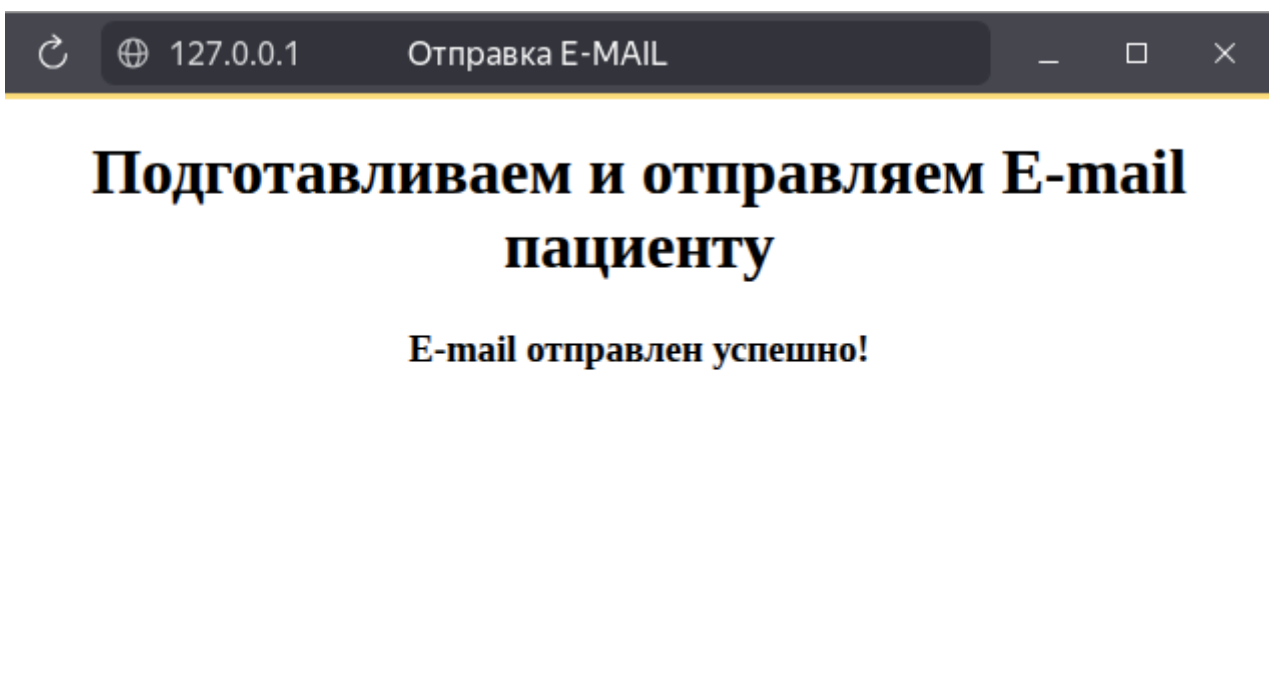 127.0.0.1 Отправка E-MAIL
Подготавливаем и отправляем E-mail
пациенту
E-mail отправлен успешно!